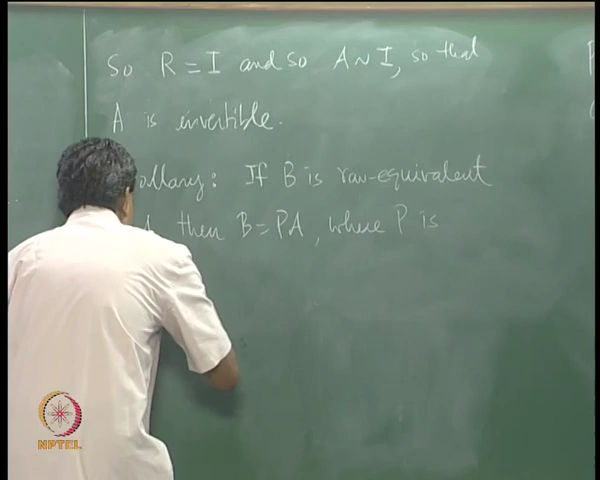 So R = I and so A ~ I, so that
A is invertible.
ollary: If B is row-equivalent
A then B = PA, where P is
NPTEL